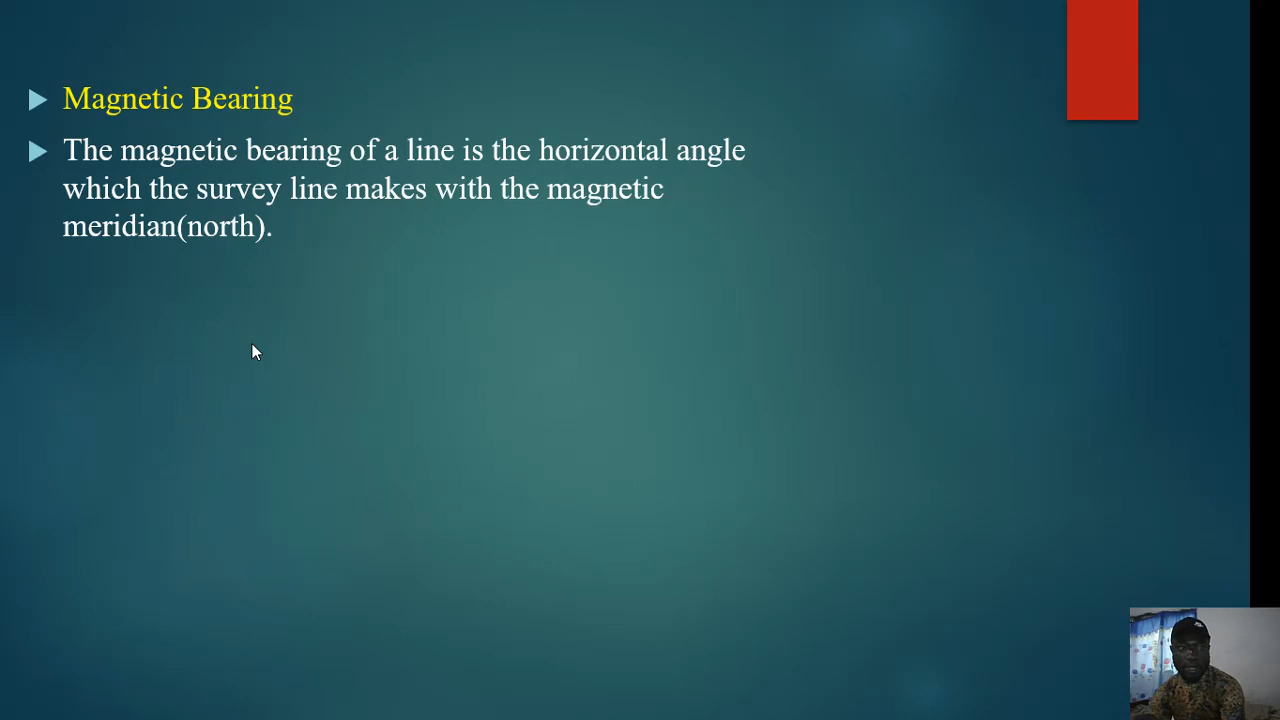 Magnetic Bearing
The magnetic bearing of a line is the horizontal angle
which the survey line makes with the magnetic
meridian(north).